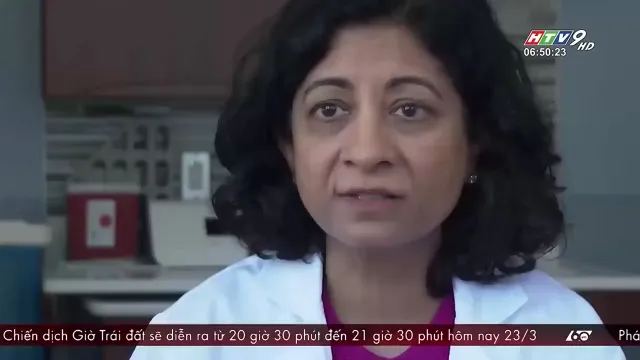 HTV9 HD
06:50:23
Chiến dịch Giờ Trái đất sẽ diễn ra từ 20 giờ 30 phút đến 21 giờ 30 phút hôm nay 23/3 60 Phá